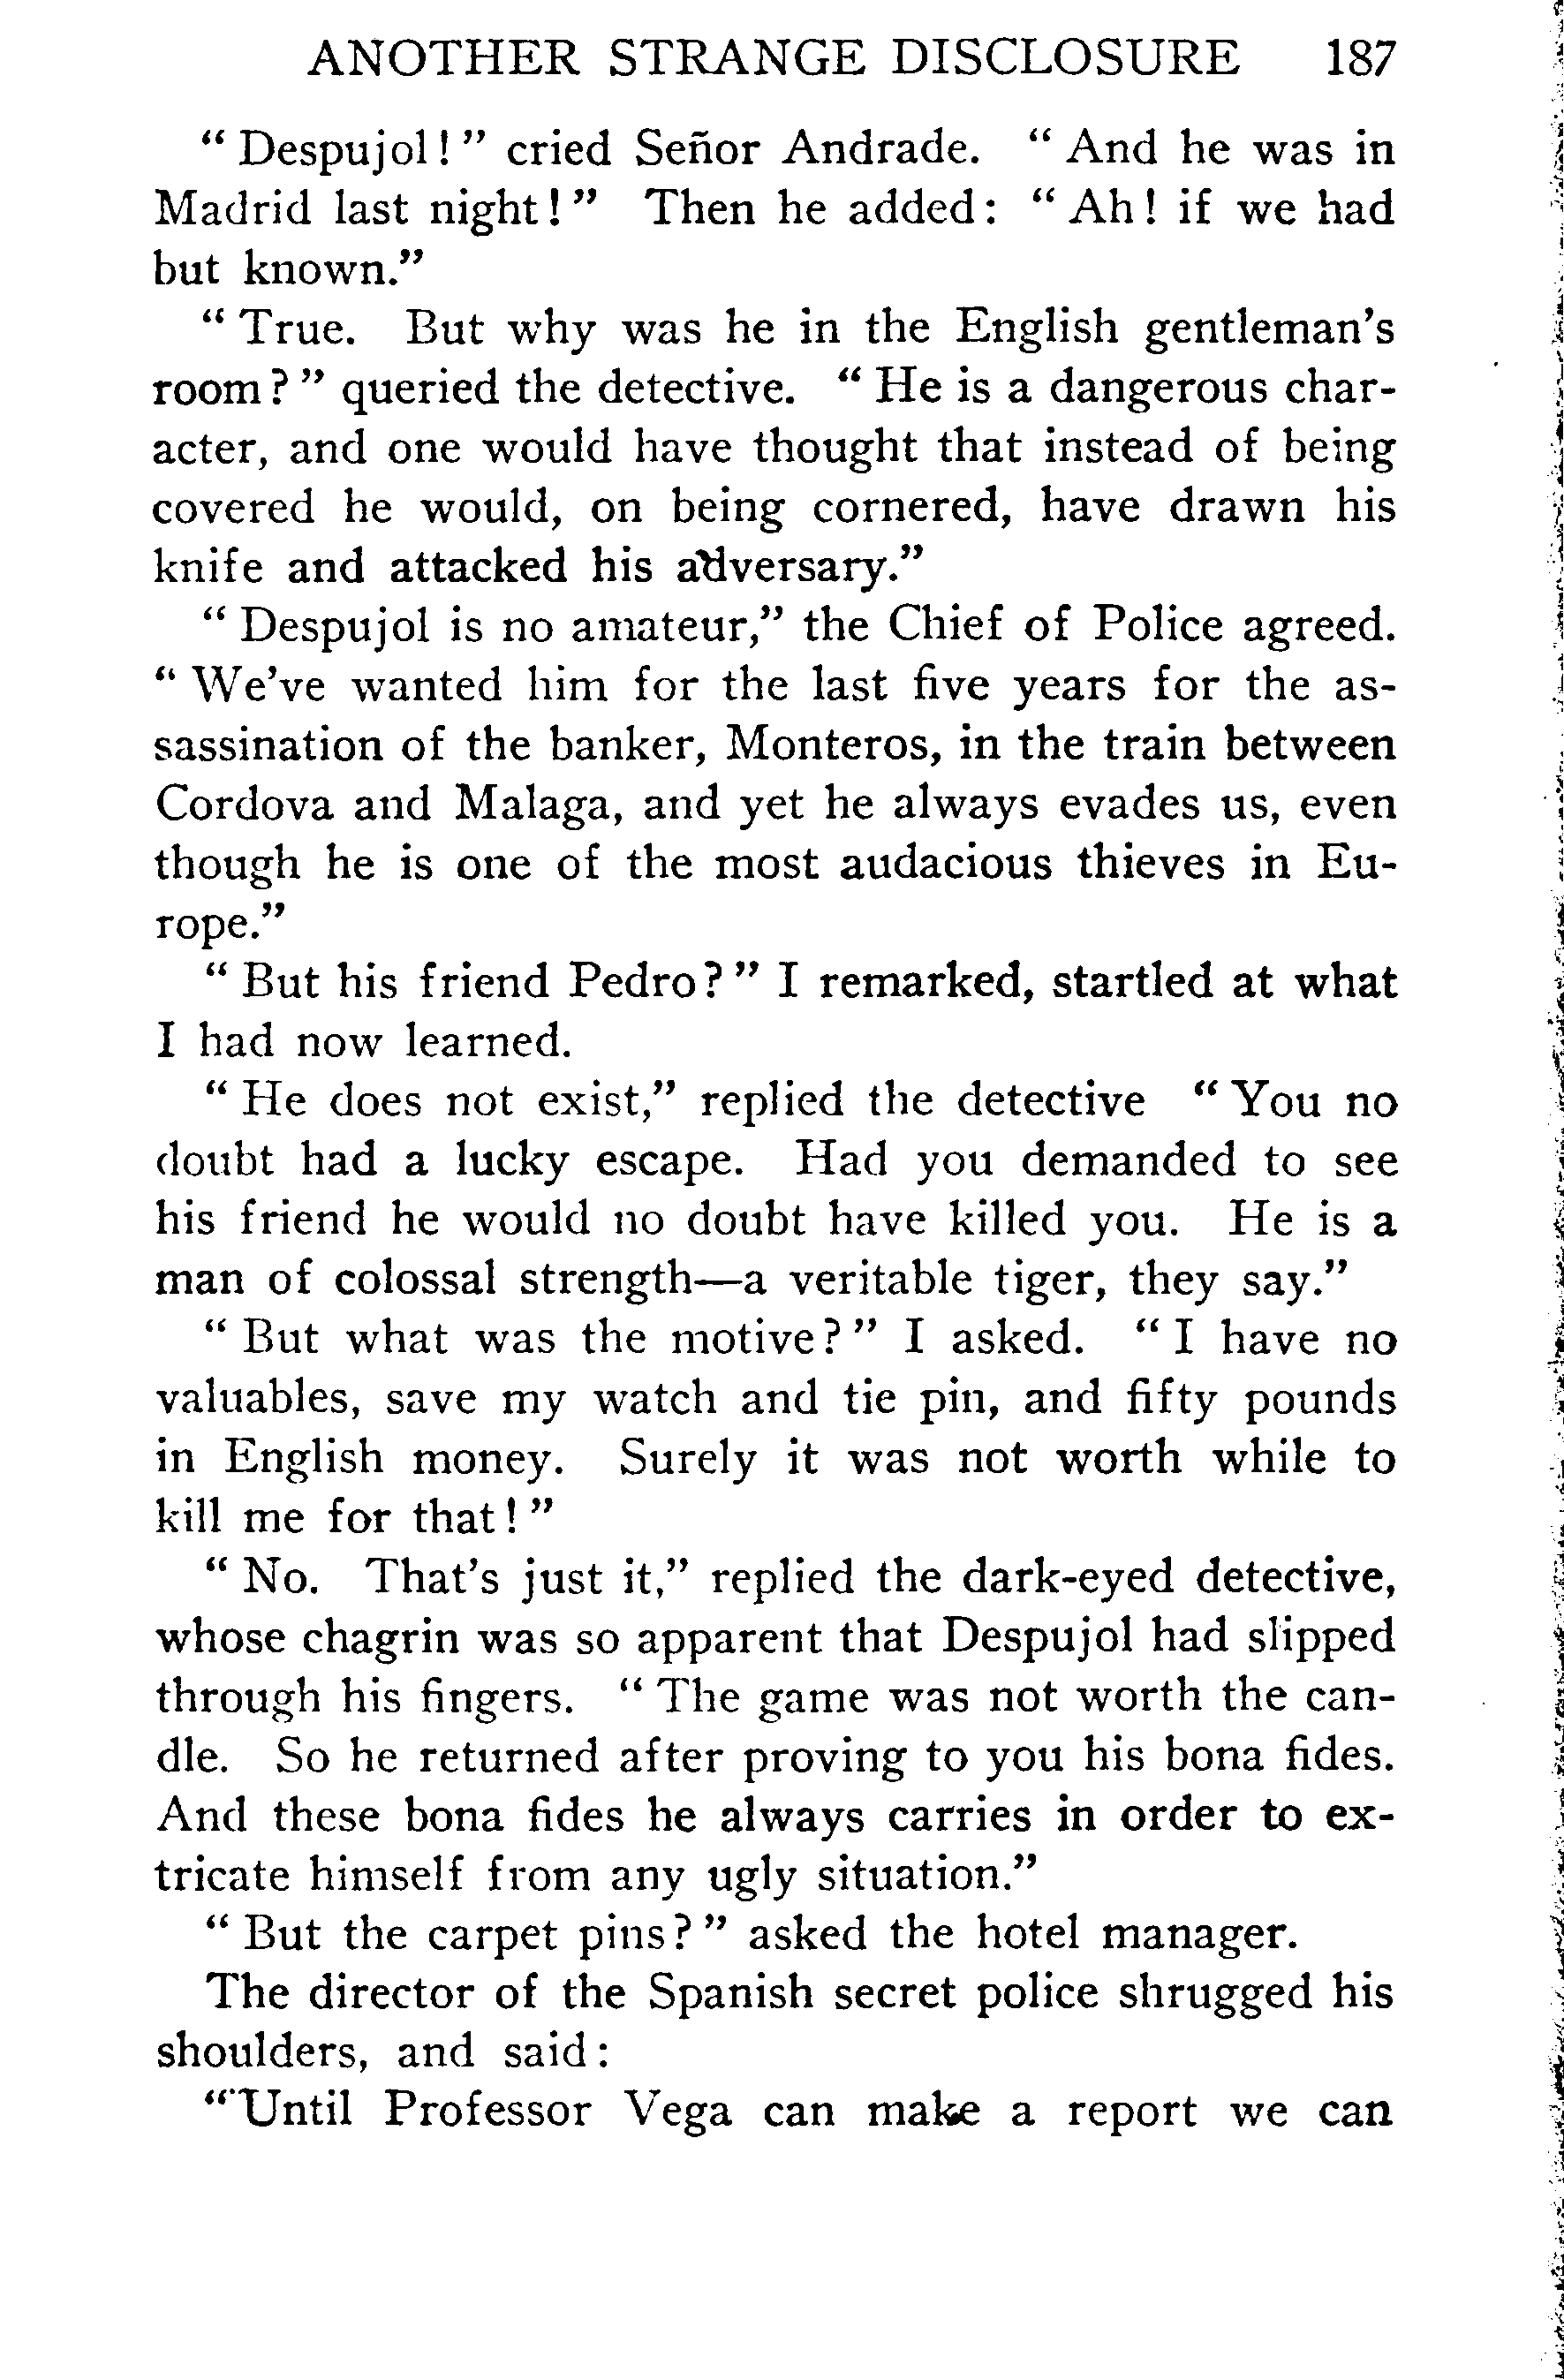 ANOTHER STRANGE DISCLOSURE 187
“ Despujol! ” cried Señor Andrade. “ And he was in
Madrid last night! ” Then he added: “ Ah! if we had
but known.”
“ True. But why was he in the English gentleman's
room? ” queried the detective. “ He is a dangerous char-
acter, and one would have thought that instead of being
covered he would, on being cornered, have drawn his
knife and attacked his adversary.”
“ Despujol is no amateur,” the Chief of Police agreed.
“ We've wanted him for the last five years for the as-
sassination of the banker, Monteros, in the train between
Cordova and Malaga, and yet he always evades us, even
though he is one of the most audacious thieves in Eu-
rope.”
“ But his friend Pedro? ” I remarked, startled at what
I had now learned.
“ He does not exist,” replied the detective “ You no
doubt had a lucky escape. Had you demanded to see
his friend he would no doubt have killed you. He is a
man of colossal strength—a veritable tiger, they say.”
“ But what was the motive? ” I asked. “ I have no
valuables, save my watch and tie pin, and fifty pounds
in English money. Surely it was not worth while to
kill me for that! ”
“ No. That's just it,” replied the dark-eyed detective,
whose chagrin was so apparent that Despujol had slipped
through his fingers. “ The game was not worth the can-
dle. So he returned after proving to you his bona fides.
And these bona fides he always carries in order to ex-
tricate himself from any ugly situation.”
“ But the carpet pins? ” asked the hotel manager.
The director of the Spanish secret police shrugged his
shoulders, and said:
“ Until Professor Vega can make a report we can